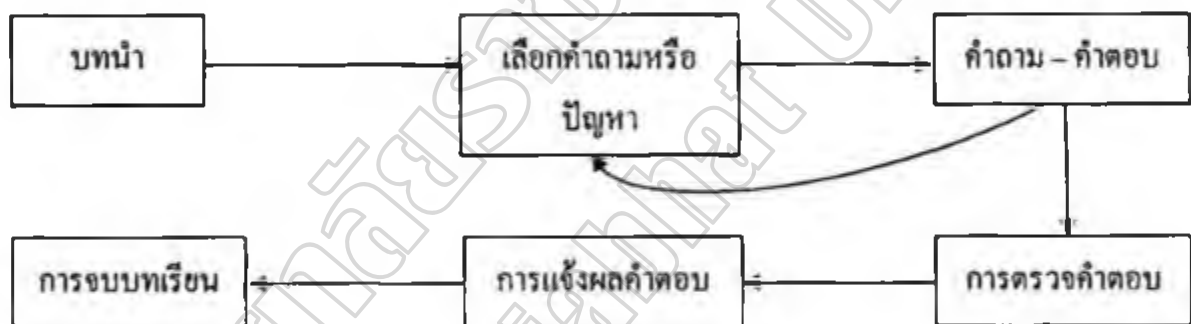 บทนำ
เลือกคำถามหรือ
ปัญหา
คำถาม – คำตอบ
การจบบทเรียน
การแจ้งผลคำตอบ
การตรวจคำตอบ